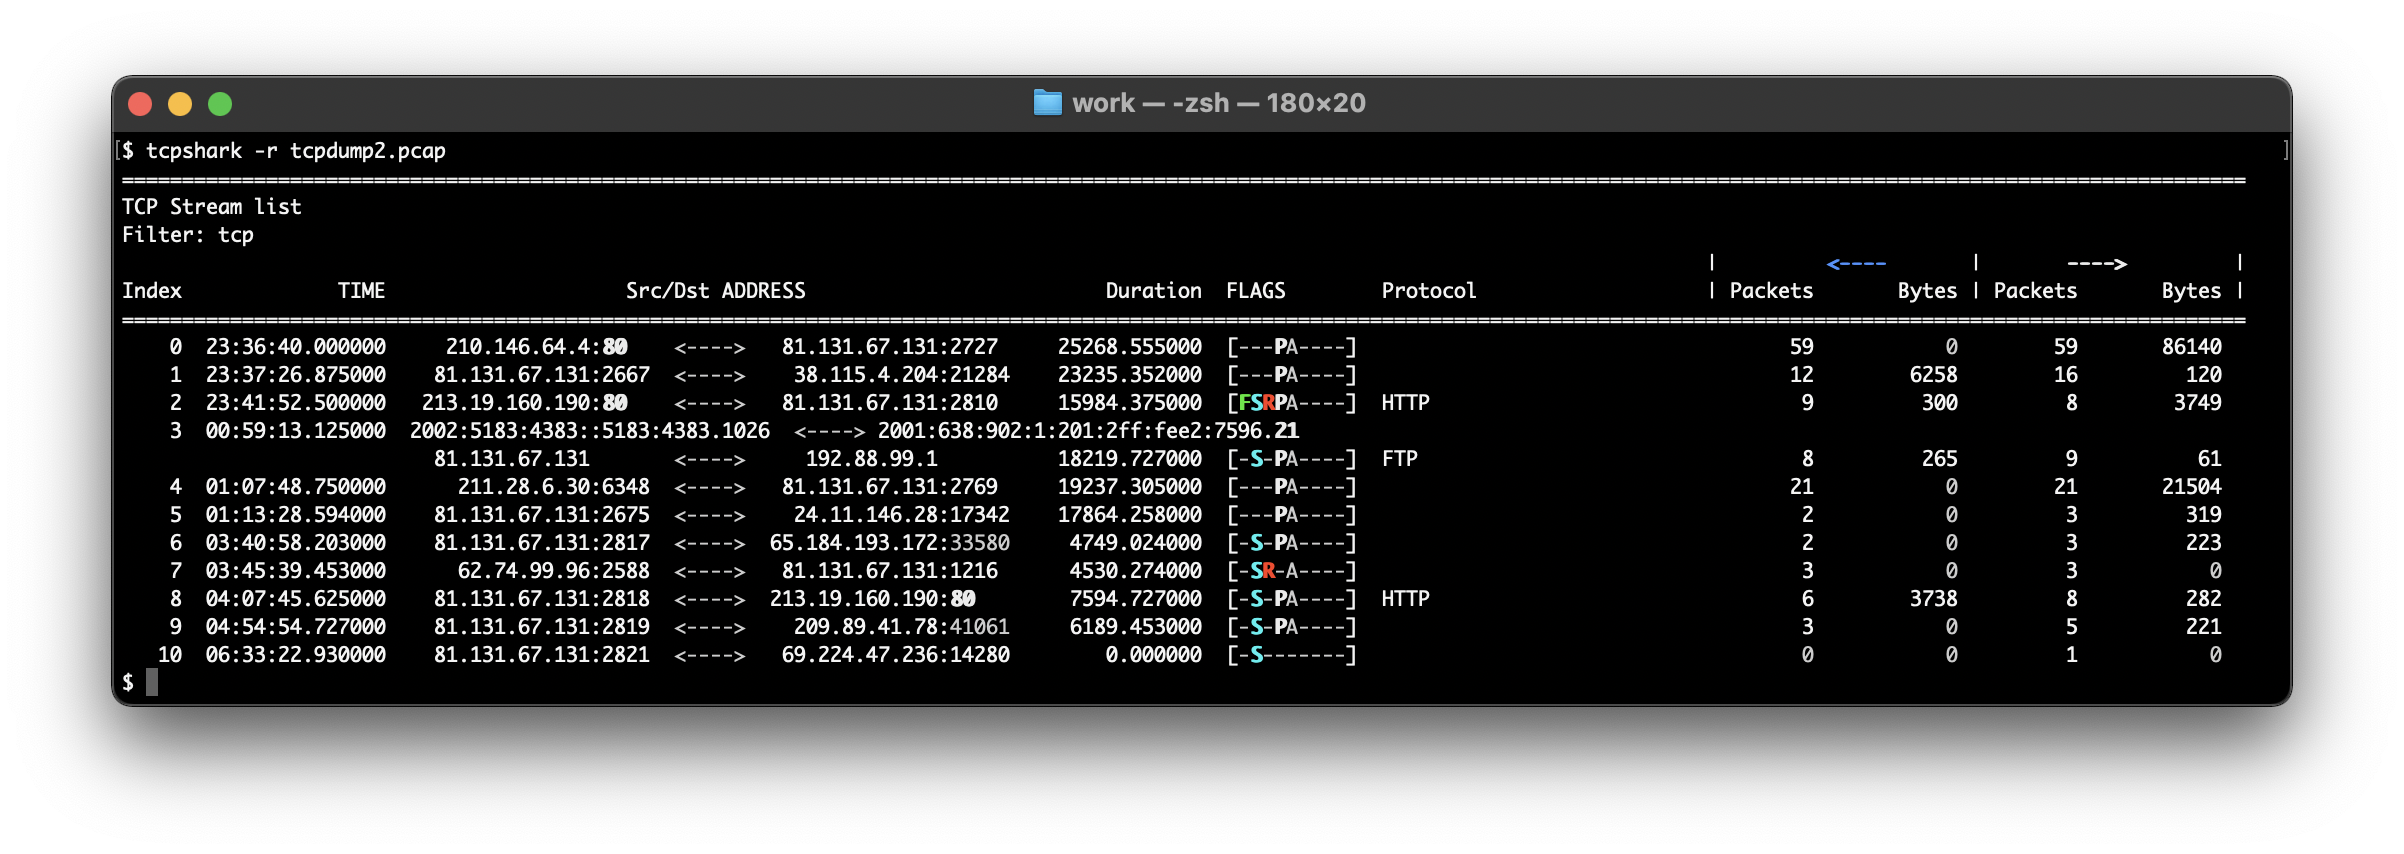 work — -zsh — 180×20
[$ tcpshark -r tcpdump2.pcap ]
=================================================================================================================================================================================
TCP Stream list
Filter: tcp
| <---- | ----> |
Index TIME Src/Dst ADDRESS Duration FLAGS Protocol | Packets Bytes | Packets Bytes |
=================================================================================================================================================================================
0 23:36:40.000000 210.146.64.4:80 <----> 81.131.67.131:2727 25268.555000 [---PA----] 59 0 59 86140
1 23:37:26.875000 81.131.67.131:2667 <----> 38.115.4.204:21284 23235.352000 [---PA----] 12 6258 16 120
2 23:41:52.500000 213.19.160.190:80 <----> 81.131.67.131:2810 15984.375000 [FSRPA----] HTTP 9 300 8 3749
3 00:59:13.125000 2002:5183:4383::5183:4383.1026 <----> 2001:638:902:1:201:2ff:fee2:7596.21
81.131.67.131 <----> 192.88.99.1 18219.727000 [-S-PA----] FTP 8 265 9 61
4 01:07:48.750000 211.28.6.30:6348 <----> 81.131.67.131:2769 19237.305000 [---PA----] 21 0 21 21504
5 01:13:28.594000 81.131.67.131:2675 <----> 24.11.146.28:17342 17864.258000 [---PA----] 2 0 3 319
6 03:40:58.203000 81.131.67.131:2817 <----> 65.184.193.172:33580 4749.024000 [-S-PA----] 2 0 3 223
7 03:45:39.453000 62.74.99.96:2588 <----> 81.131.67.131:1216 4530.274000 [-SR-A----] 3 0 3 0
8 04:07:45.625000 81.131.67.131:2818 <----> 213.19.160.190:80 7594.727000 [-S-PA----] HTTP 6 3738 8 282
9 04:54:54.727000 81.131.67.131:2819 <----> 209.89.41.78:41061 6189.453000 [-S-PA----] 3 0 5 221
10 06:33:22.930000 81.131.67.131:2821 <----> 69.224.47.236:14280 0.000000 [-S-------] 0 0 1 0
$